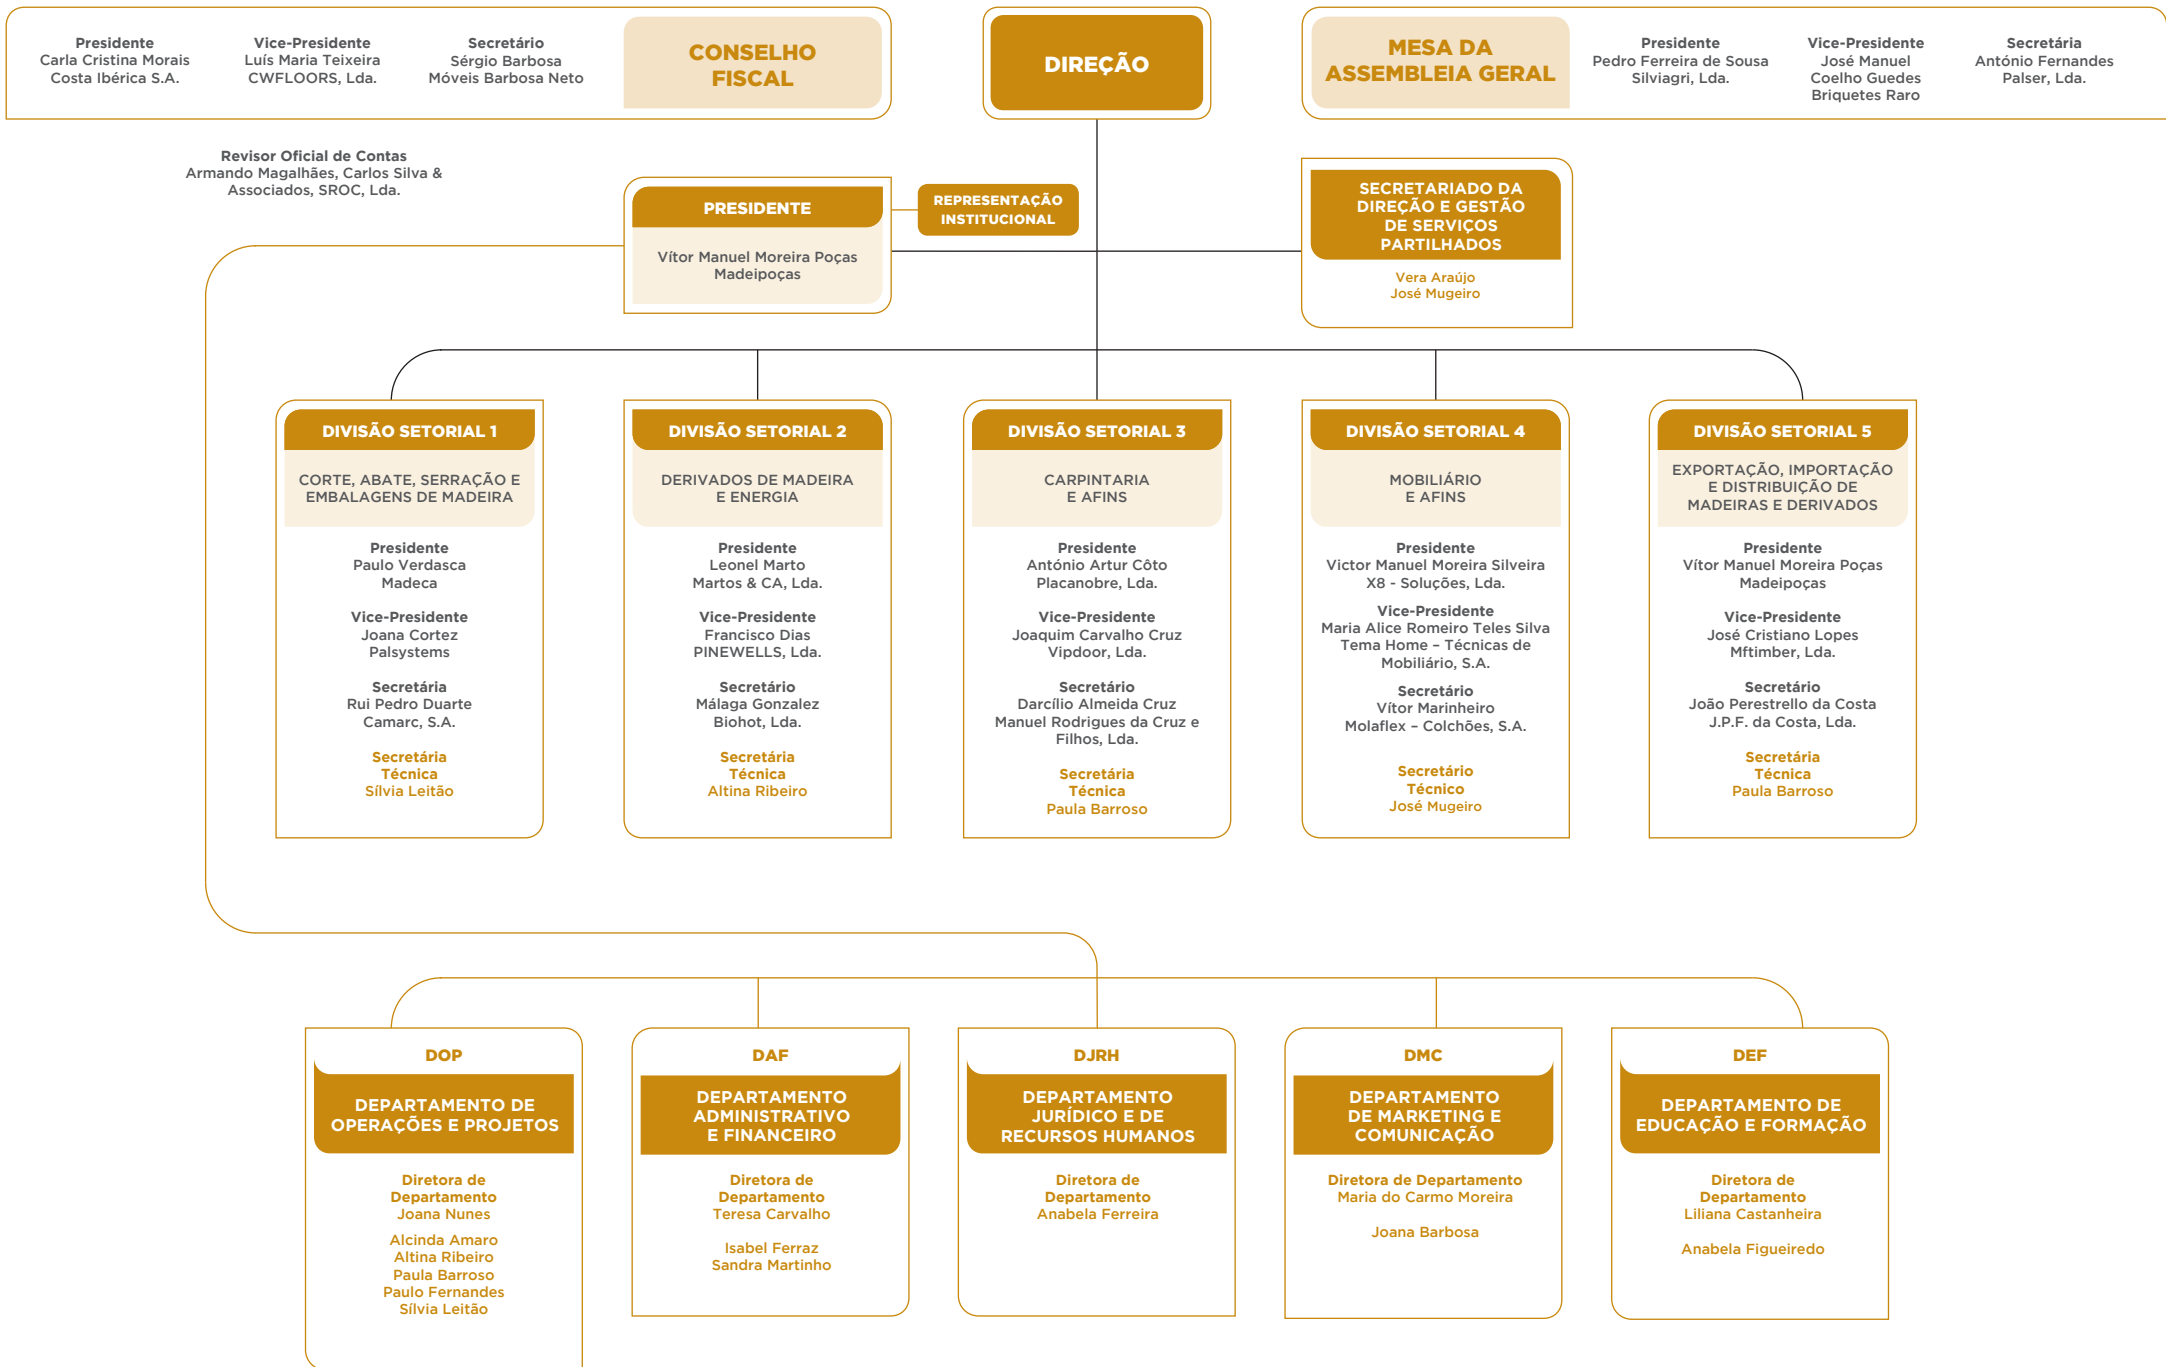 Presidente
Carla Cristina Morais
Costa Ibérica S.A.
Vice-Presidente
Luís Maria Teixeira
CWFLOORS, Lda.
Secretário
Sérgio Barbosa
Móveis Barbosa Neto
CONSELHO
FISCAL
DIREÇÃO
MESA DA
ASSEMBLEIA GERAL
Presidente
Pedro Ferreira de Sousa
Silviagri, Lda.
Vice-Presidente
José Manuel
Coelho Guedes
Briquetes Raro
Secretária
António Fernandes
Palser, Lda.
Revisor Oficial de Contas
Armando Magalhães, Carlos Silva &
Associados, SROC, Lda.
PRESIDENTE
Vítor Manuel Moreira Poças
Madeipoças
REPRESENTAÇÃO
INSTITUCIONAL
SECRETARIADO DA
DIREÇÃO E GESTÃO
DE SERVIÇOS
PARTILHADOS
Vera Araújo
José Mugeiro
DIVISÃO SETORIAL 1
CORTE, ABATE, SERRAÇÃO E
EMBALAGENS DE MADEIRA
Presidente
Paulo Verdasca
Madeca
Vice-Presidente
Joana Cortez
Palsystems
Secretária
Rui Pedro Duarte
Camarc, S.A.
Secretária
Técnica
Sílvia Leitão
DIVISÃO SETORIAL 2
DERIVADOS DE MADEIRA
E ENERGIA
Presidente
Leonel Marto
Martos & CA, Lda.
Vice-Presidente
Francisco Dias
PINEWELLS, Lda.
Secretário
Málaga Gonzalez
Biohot, Lda.
Secretária
Técnica
Altina Ribeiro
DIVISÃO SETORIAL 3
CARPINTARIA
E AFINS
Presidente
António Artur Côto
Placanobre, Lda.
Vice-Presidente
Joaquim Carvalho Cruz
Vipdoor, Lda.
Secretário
Darcílio Almeida Cruz
Manuel Rodrigues da Cruz e
Filhos, Lda.
Secretária
Técnica
Paula Barroso
DIVISÃO SETORIAL 4
MOBILIÁRIO
E AFINS
Presidente
Victor Manuel Moreira Silveira
X8 - Soluções, Lda.
Vice-Presidente
Maria Alice Romeiro Teles Silva
Tema Home – Técnicas de
Mobiliário, S.A.
Secretário
Vítor Marinheiro
Molaflex – Colchões, S.A.
Secretário
Técnico
José Mugeiro
DIVISÃO SETORIAL 5
EXPORTAÇÃO, IMPORTAÇÃO
E DISTRIBUIÇÃO DE
MADEIRAS E DERIVADOS
Presidente
Vítor Manuel Moreira Poças
Madeipoças
Vice-Presidente
José Cristiano Lopes
Mftimber, Lda.
Secretário
João Perestrello da Costa
J.P.F. da Costa, Lda.
Secretária
Técnica
Paula Barroso
DOP
DEPARTAMENTO DE
OPERAÇÕES E PROJETOS
Diretora de
Departamento
Joana Nunes
Alcinda Amaro
Altina Ribeiro
Paula Barroso
Paulo Fernandes
Sílvia Leitão
DAF
DEPARTAMENTO
ADMINISTRATIVO
E FINANCEIRO
Diretora de
Departamento
Teresa Carvalho
Isabel Ferraz
Sandra Martinho
DJRH
DEPARTAMENTO
JURÍDICO E DE
RECURSOS HUMANOS
Diretora de
Departamento
Anabela Ferreira
DMC
DEPARTAMENTO
DE MARKETING E
COMUNICAÇÃO
Diretora de Departamento
Maria do Carmo Moreira
Joana Barbosa
DEF
DEPARTAMENTO DE
EDUCAÇÃO E FORMAÇÃO
Diretora de
Departamento
Liliana Castanheira
Anabela Figueiredo